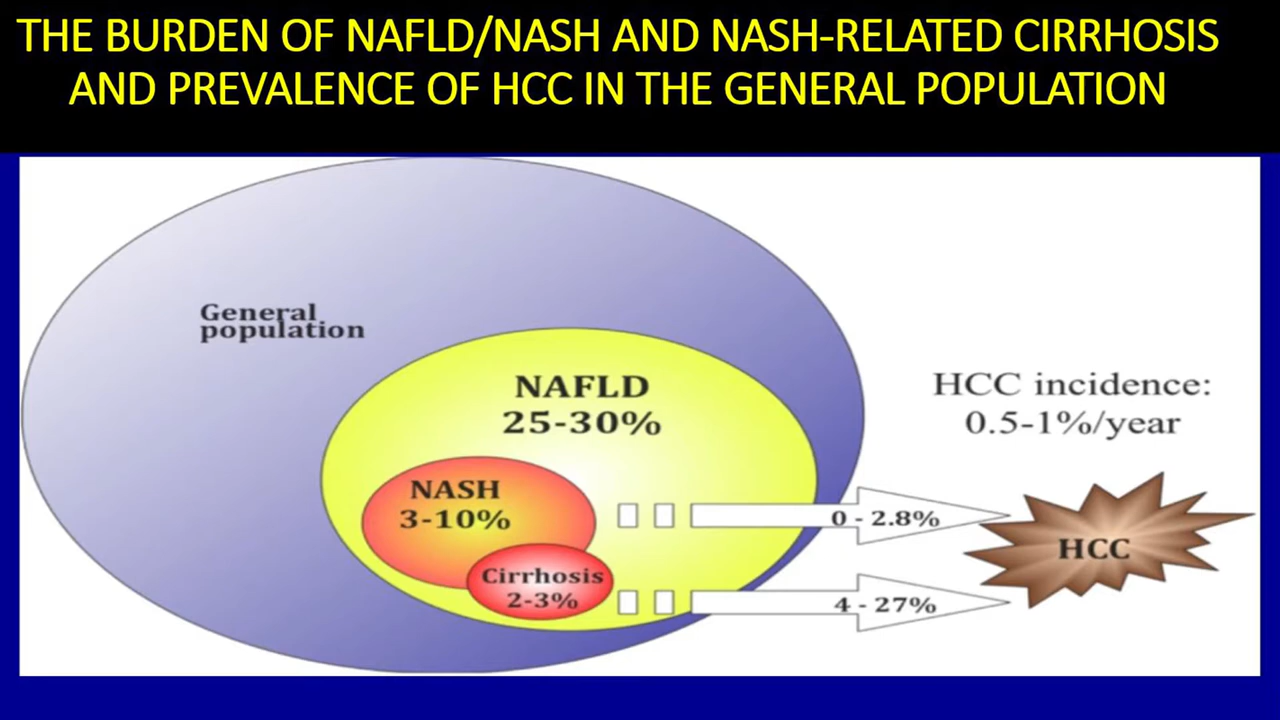 THE BURDEN OF NAFLD/NASH AND NASH-RELATED CIRRHOSIS
AND PREVALENCE OF HCC IN THE GENERAL POPULATION
General
population
NAFLD
25-30%
HCC incidence:
0.5-1%/year
NASH
3-10%
0 - 2.8%
HCC
Cirrhosis
2-3%
4 - 27%